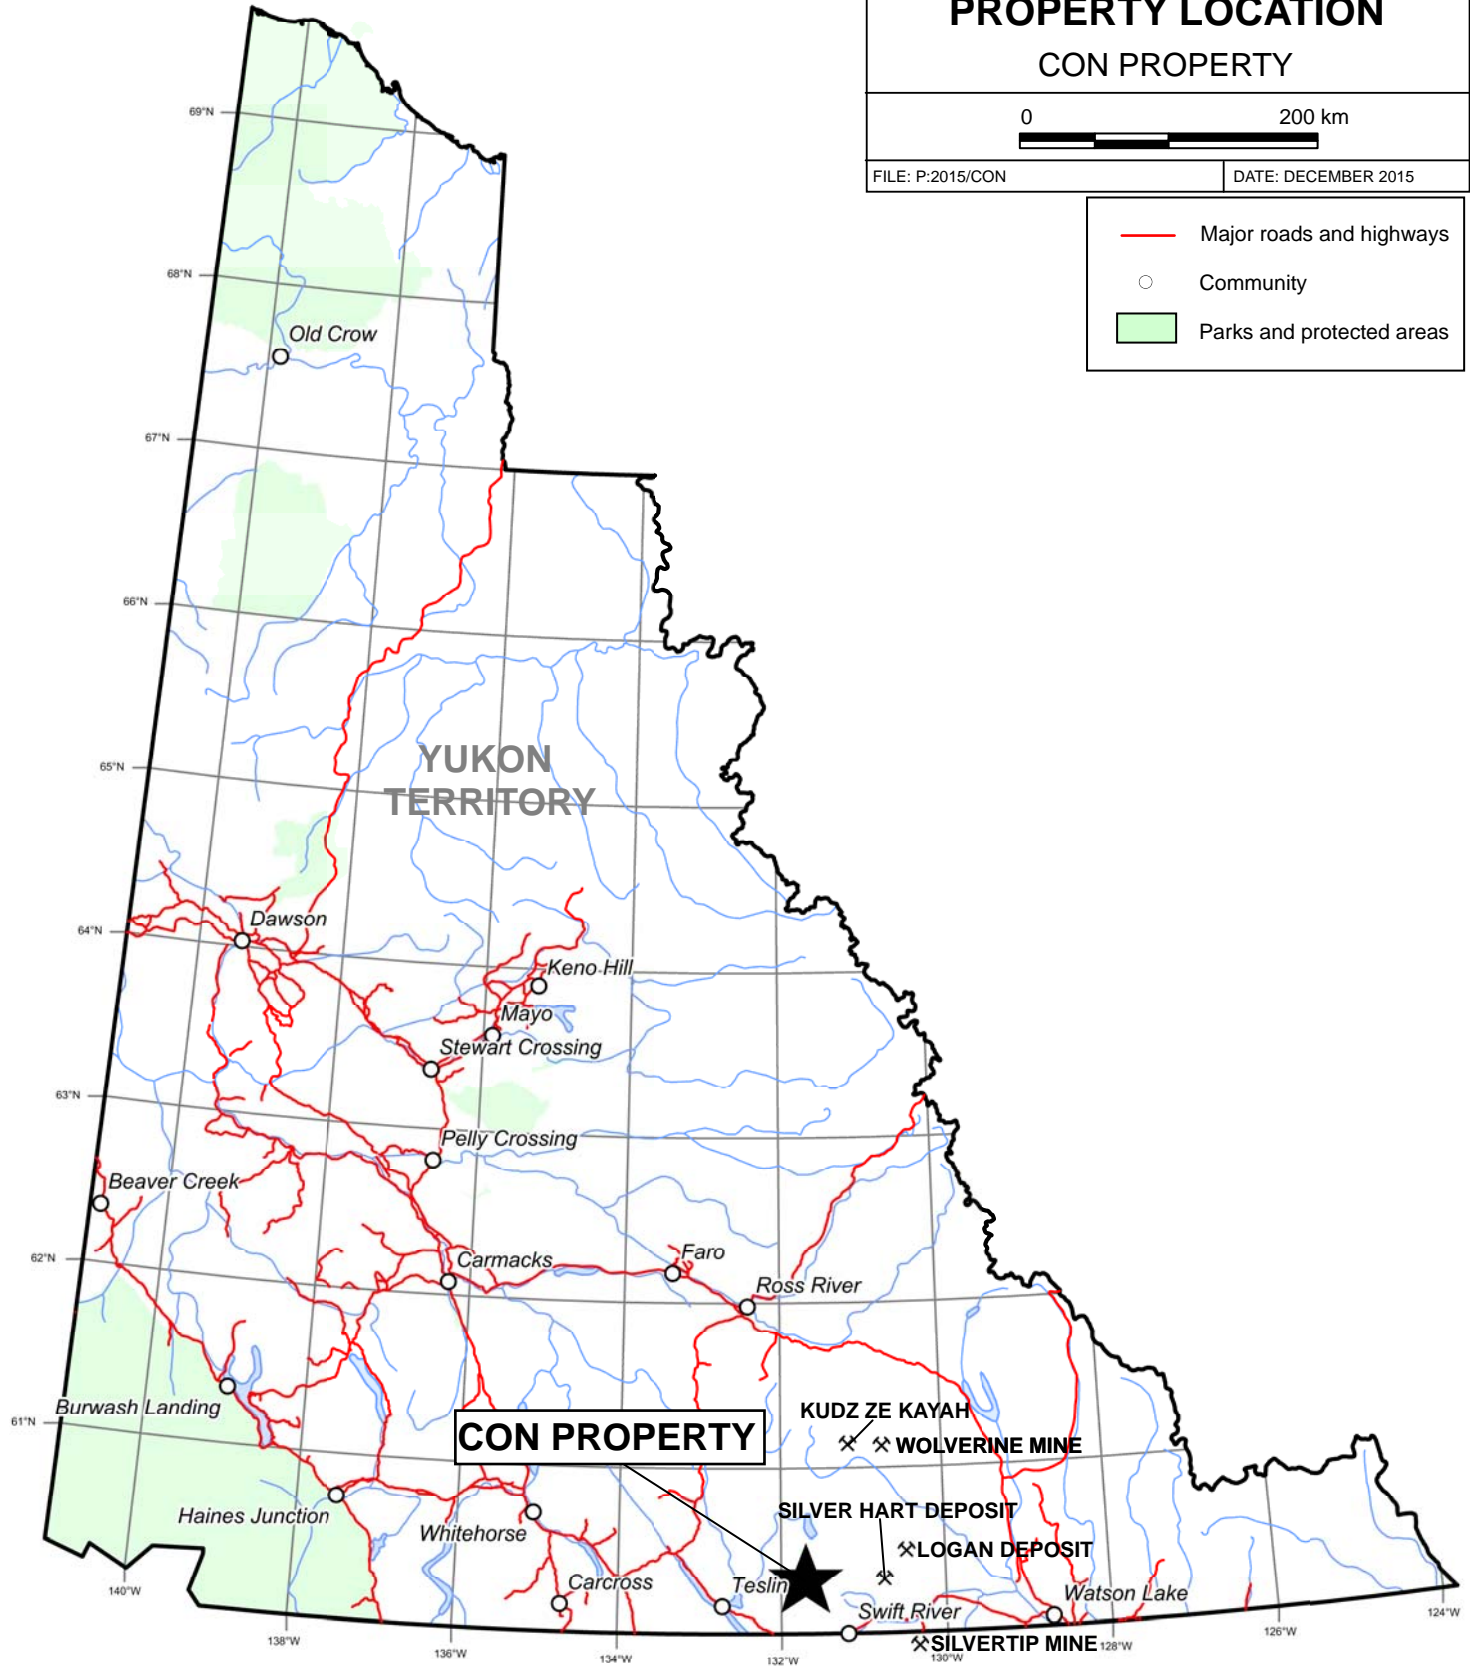 PROPERTY LOCATION
CON PROPERTY
0 200 km
FILE: P:2015/CON DATE: DECEMBER 2015
Major roads and highways
Community
Parks and protected areas
69°N
68°N
Old Crow
67°N
66°N
65°N
YUKON
TERRITORY
64°N
Dawson
Keno Hill
Mayo
Stewart Crossing
63°N
Pelly Crossing
Beaver Creek
62°N
Carmacks
Faro
Ross River
Burwash Landing
61°N
KUDZ ZE KAYAH
CON PROPERTY
WOLVERINE MINE
Haines Junction
Whitehorse
SILVER HART DEPOSIT
LOGAN DEPOSIT
Carcross
Teslin
Watson Lake
Swift River
SILVERTIP MINE
140°W
138°W
136°W
134°W
132°W
130°W
128°W
126°W
124°W